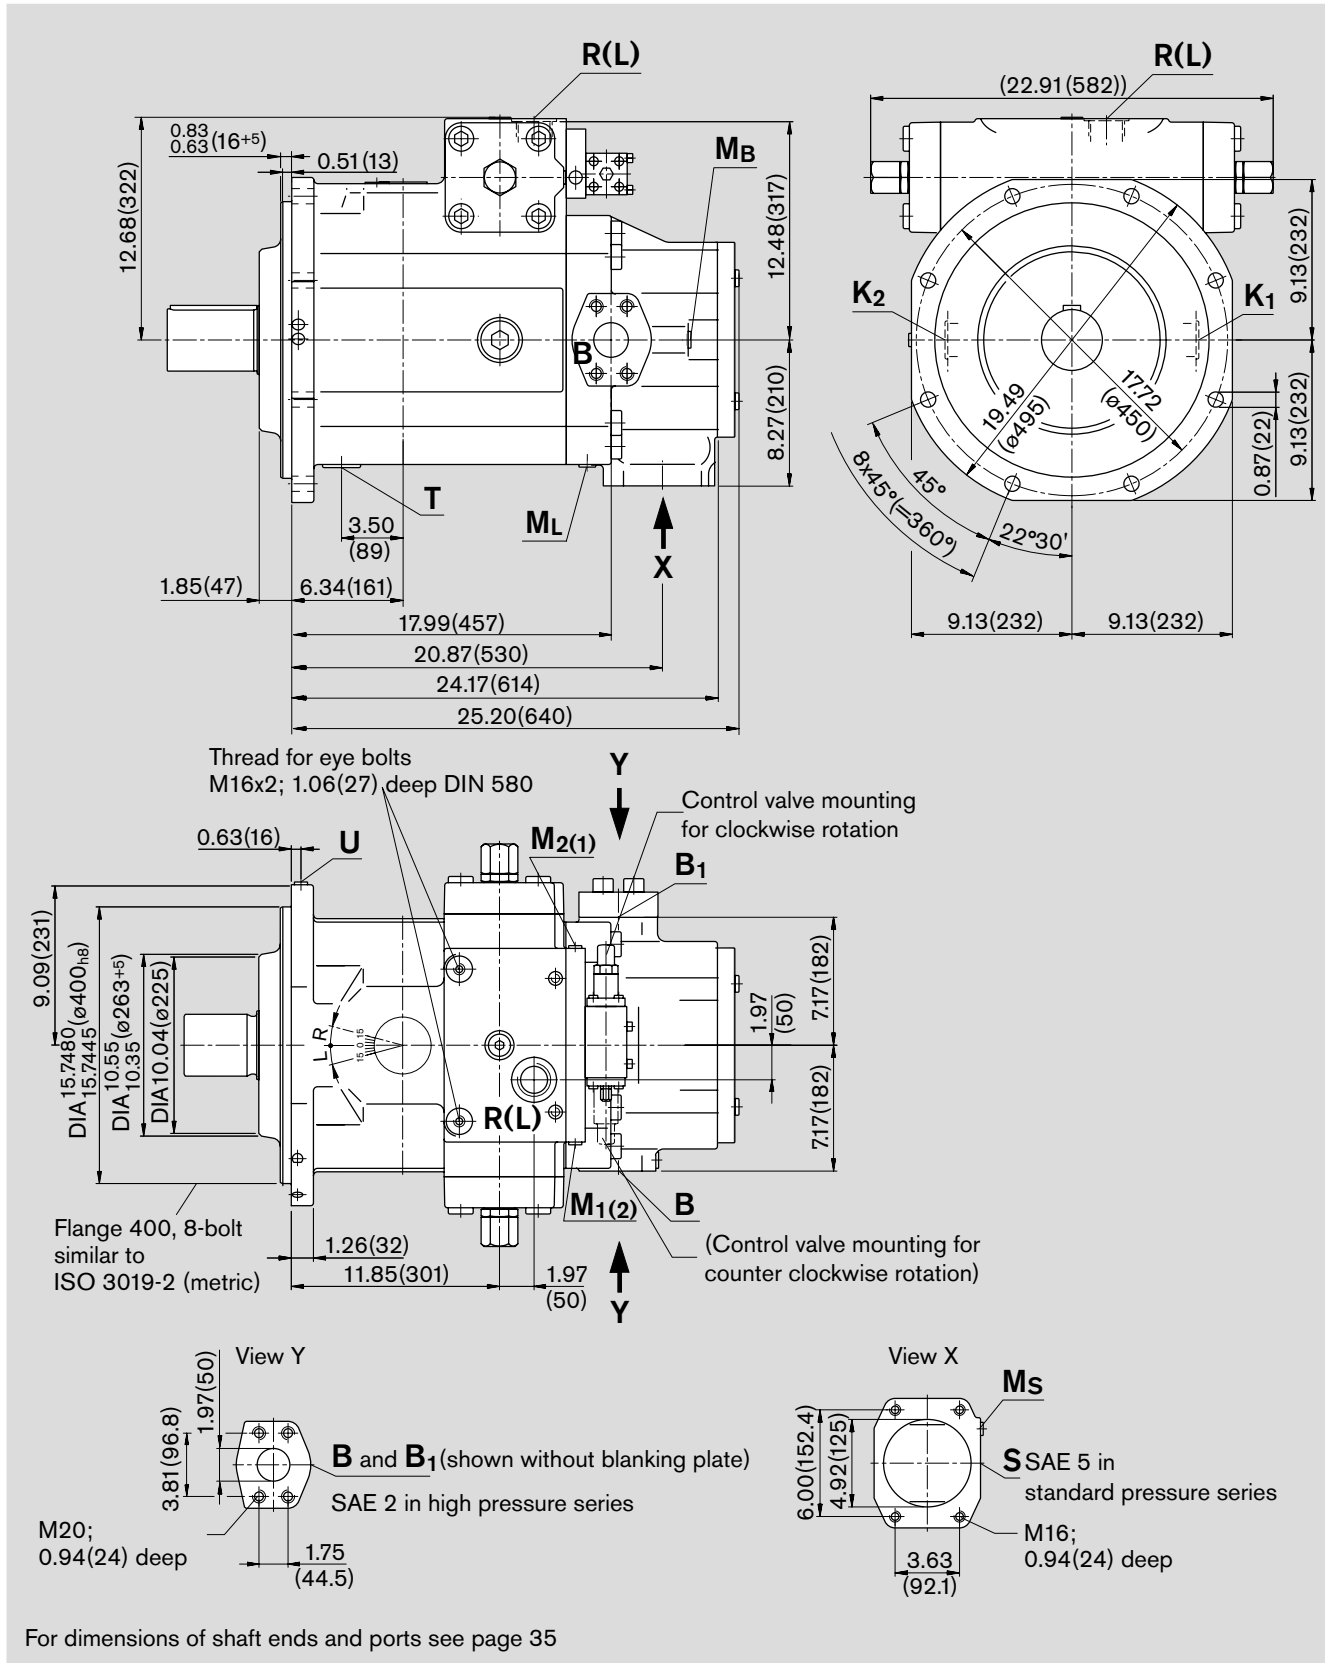 R(L)
R(L)
(22.91(582))
0.83
0.63 (16+5)
0.51(13)
MB
12.68(322)
12.48(317)
9.13(232)
K2
K1
B
8.27(210)
19.49
(ø495)
17.72
(ø450)
0.87(22)
9.13(232)
45°
8x45°(=360°)
22°30'
T
ML
3.50
(89)
X
1.85(47)
6.34(161)
9.13(232)
9.13(232)
17.99(457)
20.87(530)
24.17(614)
25.20(640)
Thread for eye bolts
M16x2; 1.06(27) deep DIN 580
Y
Control valve mounting
for clockwise rotation
0.63(16)
U
M2(1)
B1
9.09(231)
DIA 15.7480
15.7445 (ø400h8)
DIA 10.55
10.35 (ø263+5)
DIA10.04(ø225)
L R
15 0 15
1.97
(50)
7.17(182)
7.17(182)
R(L)
M1(2)
B
Flange 400, 8-bolt
similar to
ISO 3019-2 (metric)
1.26(32)
11.85(301)
1.97
(50)
(Control valve mounting for
counter clockwise rotation)
Y
View Y
1.97(50)
3.81(96.8)
B and B1(shown without blanking plate)
SAE 2 in high pressure series
M20;
0.94(24) deep
1.75
(44.5)
View X
MS
6.00(152.4)
4.92(125)
S SAE 5 in
standard pressure series
M16;
0.94(24) deep
3.63
(92.1)
For dimensions of shaft ends and ports see page 35